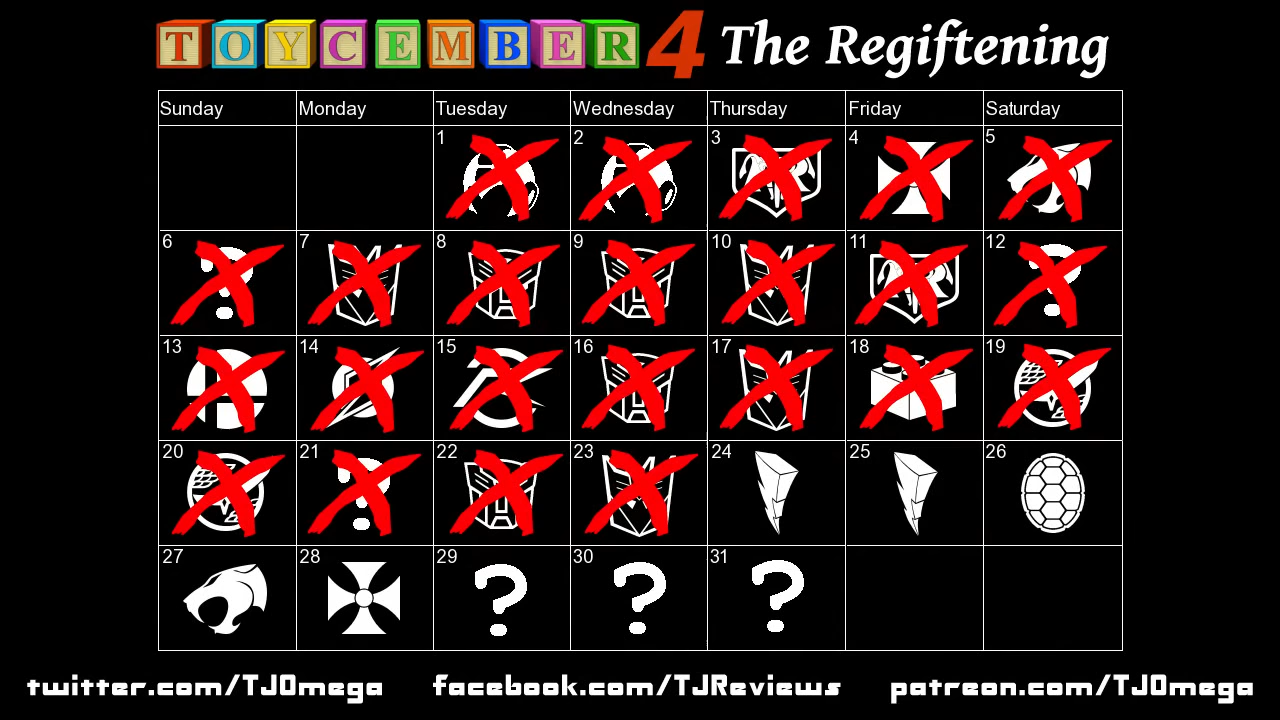 TOYCEMBER 4 The Regiftening
Sunday Monday Tuesday Wednesday Thursday Friday Saturday
1 2 3 4 5
6 7 8 9 10 11 12
13 14 15 16 17 18 19
20 21 22 23 24 25 26
27 28 29 30 31
twitter.com/TJOmega facebook.com/TJReviews patreon.com/TJOmega